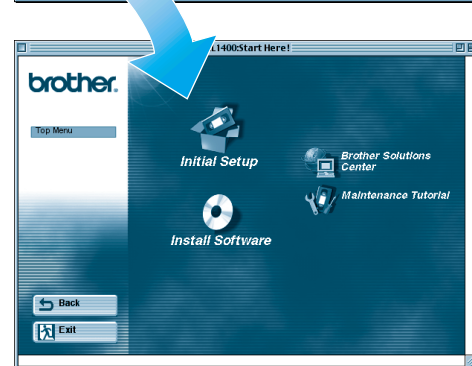 L1400:Start Here!
brother.
Top Menu
Initial Setup
Brother Solutions
Center
Maintenance Tutorial
Install Software
Back
Exit